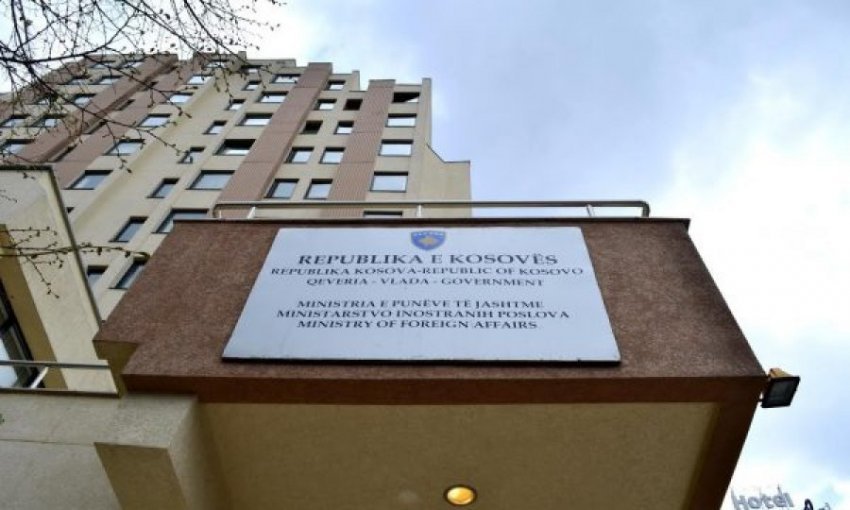 REPUBLIKA E KOSOVËS
REPUBLIKA KOSOVA-REPUBLIC OF KOSOVO
QEVERIA - VLADA - GOVERNMENT
MINISTRIA E PUNËVE TË JASHTME
MINISTARSTVO INOSTRANIH POSLOVA
MINISTRY OF FOREIGN AFFAIRS
Hotel